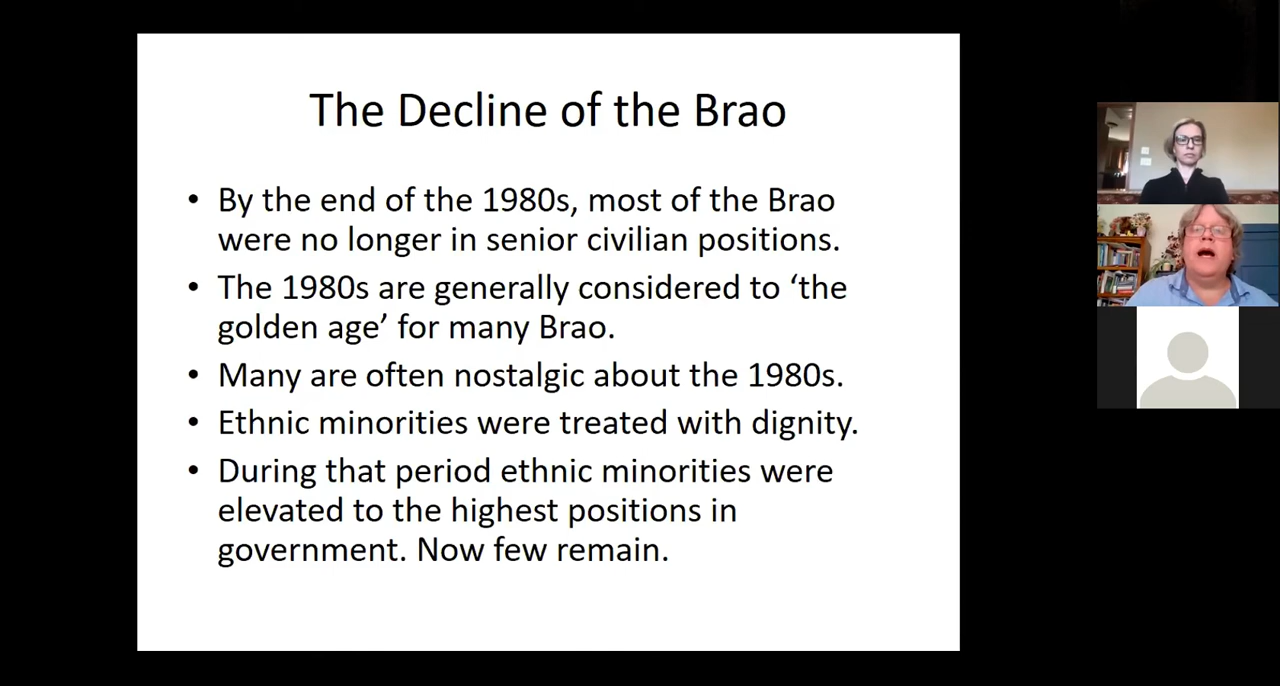 The Decline of the Brao
• By the end of the 1980s, most of the Brao
were no longer in senior civilian positions.
• The 1980s are generally considered to ‘the
golden age’ for many Brao.
• Many are often nostalgic about the 1980s.
• Ethnic minorities were treated with dignity.
• During that period ethnic minorities were
elevated to the highest positions in
government. Now few remain.